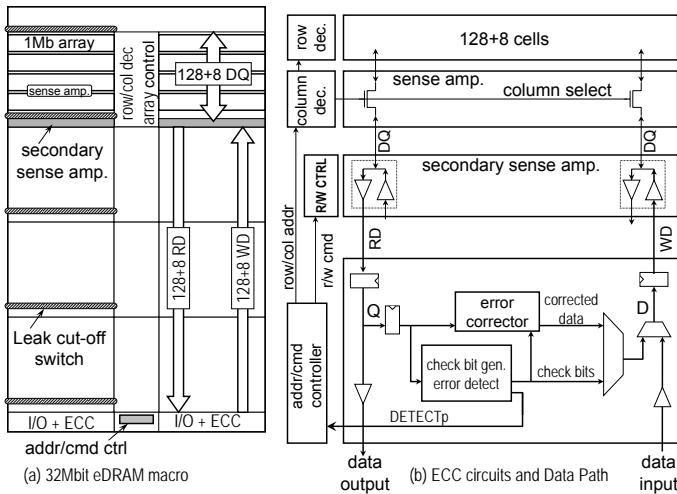 1Mb array
sense amp.
row/col dec
array control
128+8 DQ
secondary
sense amp.
128+8 RD
128+8 WD
Leak cut-off
switch
I/O + ECC
I/O + ECC
addr/cmd ctrl
(a) 32Mbit eDRAM macro
row
dec.
128+8 cells
column
dec.
sense amp.
column select
DQ
DQ
R/W CTRL
secondary sense amp.
row/col addr
r/w cmd
RD
WD
Q
error
corrector
corrected
data
D
check bit gen.
error detect
check bits
addr/cmd
controller
DETECTp
data
output
(b) ECC circuits and Data Path
data
input